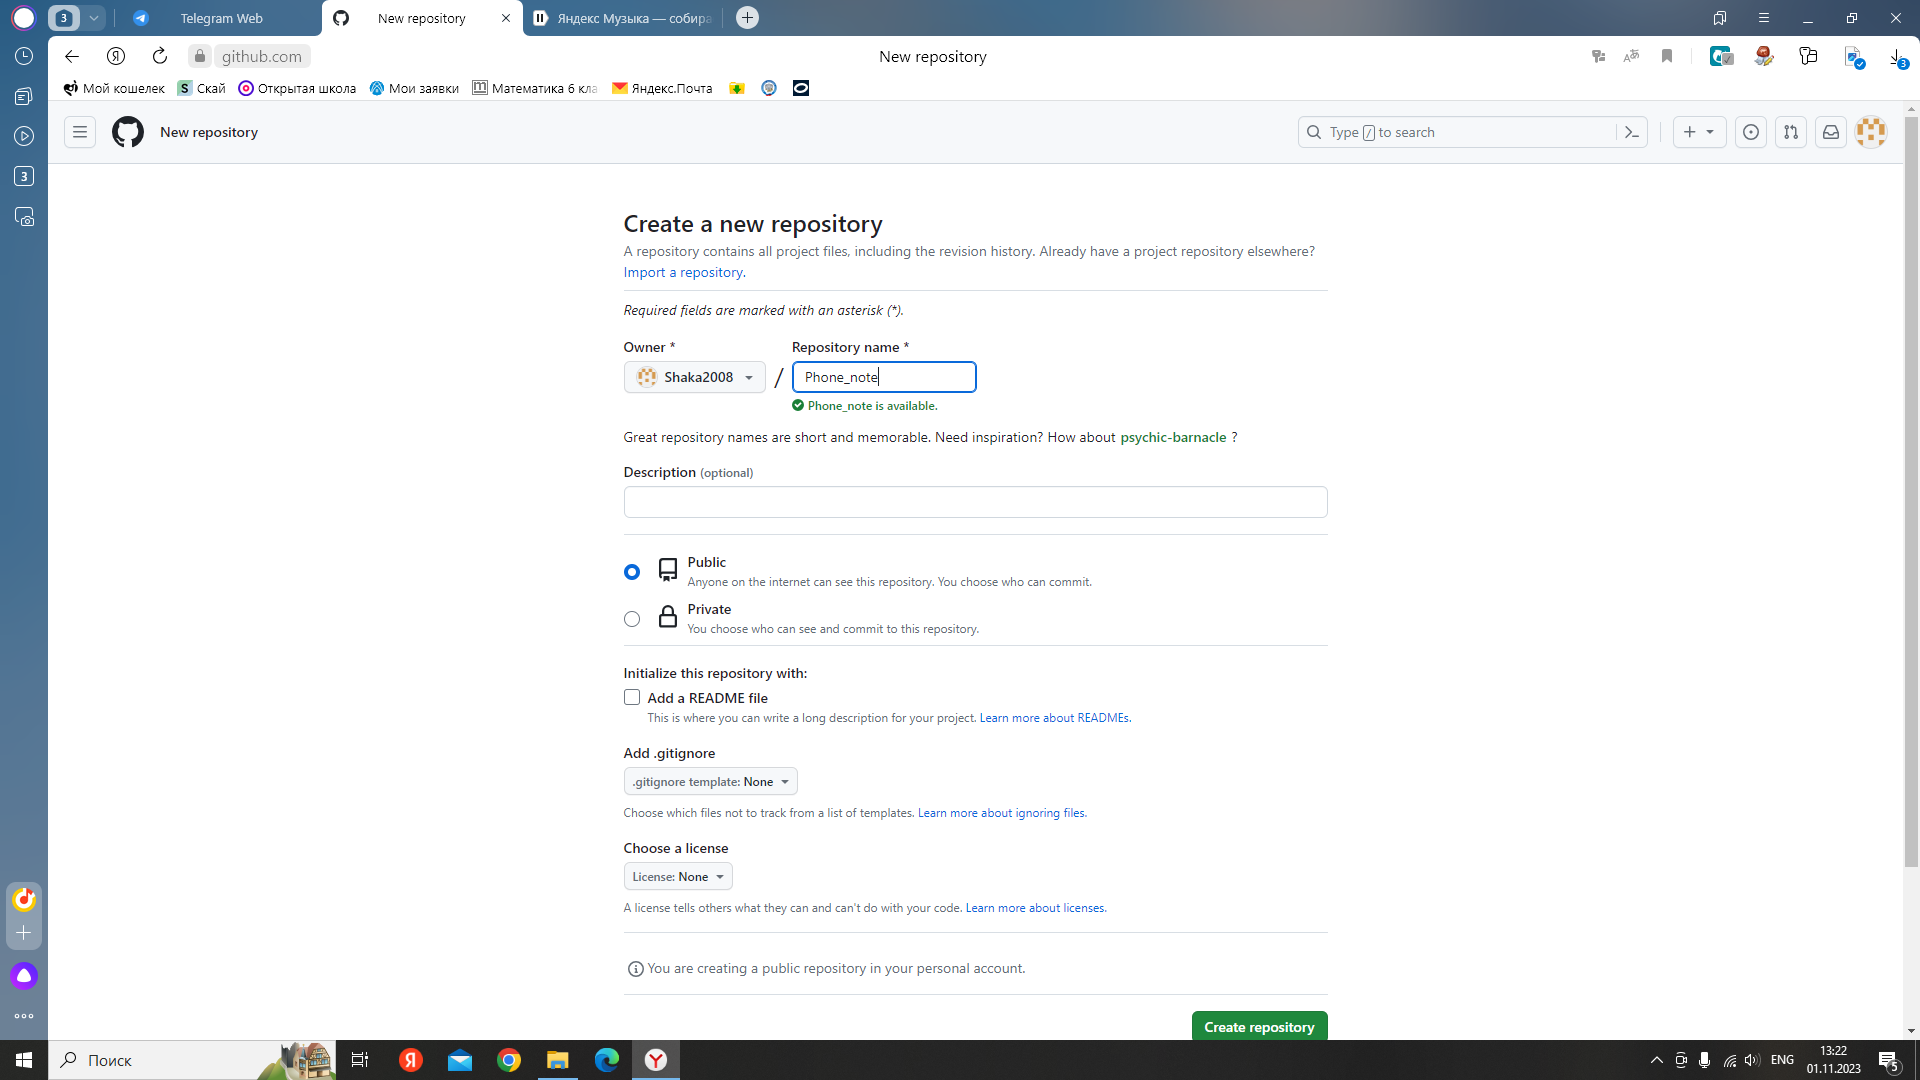 3
Telegram Web
New repository
Яндекс Музыка — собира
github.com
New repository
3
Мой кошелек
S Скай
Открытая школа
Мои заявки
Математика 6 кла
Яндекс.Почта
New repository
Type / to search
3
Create a new repository
A repository contains all project files, including the revision history. Already have a project repository elsewhere?
Import a repository.
Required fields are marked with an asterisk (*).
Owner *
Repository name *
Shaka2008
/
Phone_note
Phone_note is available.
Great repository names are short and memorable. Need inspiration? How about psychic-barnacle ?
Description (optional)
Public
Anyone on the internet can see this repository. You choose who can commit.
Private
You choose who can see and commit to this repository.
Initialize this repository with:
Add a README file
This is where you can write a long description for your project. Learn more about READMEs.
Add .gitignore
.gitignore template: None
Choose which files not to track from a list of templates. Learn more about ignoring files.
Choose a license
License: None
A license tells others what they can and can't do with your code. Learn more about licenses.
You are creating a public repository in your personal account.
Create repository
Поиск
ENG
13:22
01.11.2023
5